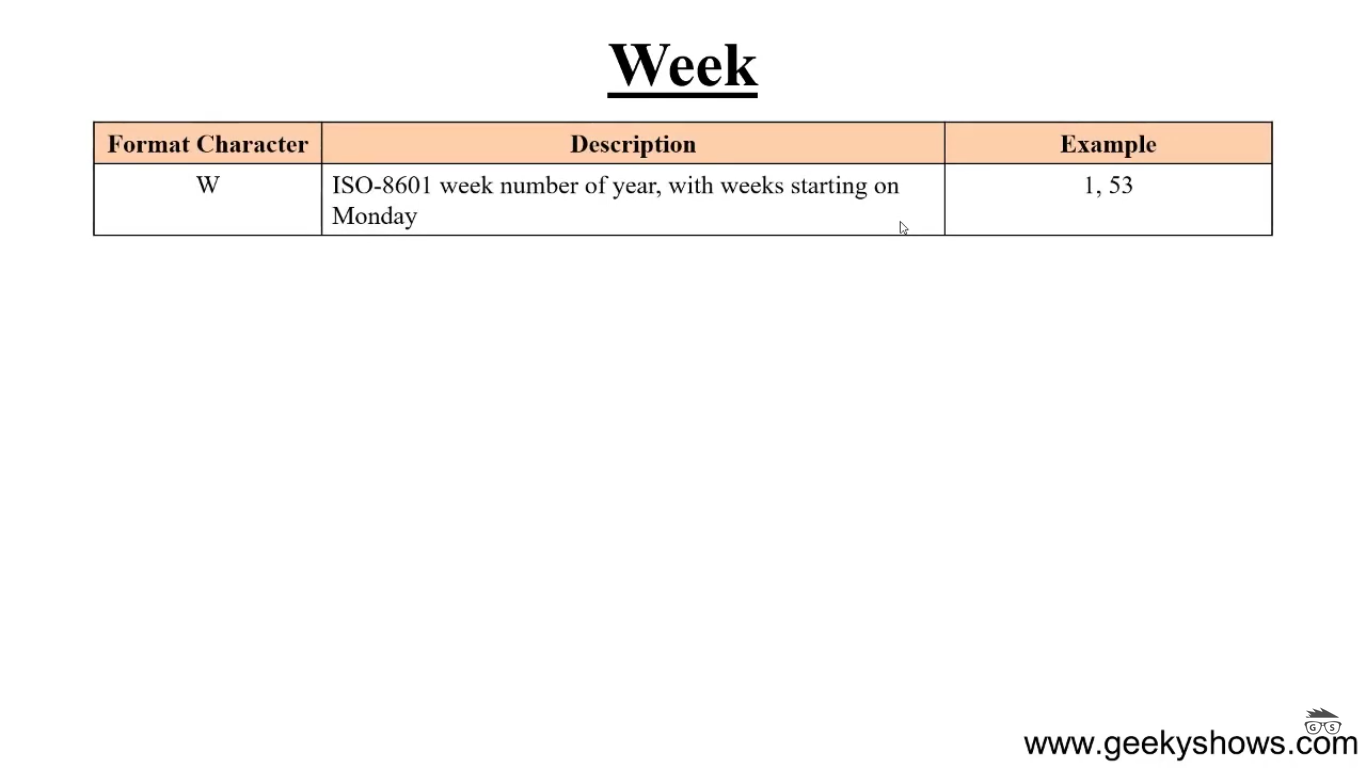 Week
Format Character Description Example
W ISO-8601 week number of year, with weeks starting on 1, 53
Monday
G S
www.geekyshows.com